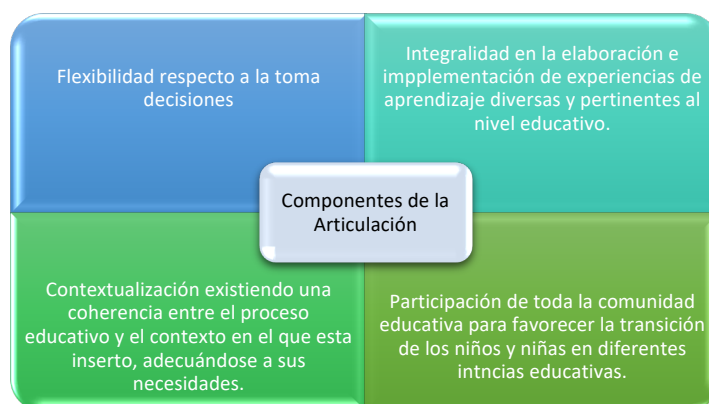 Flexibilidad respecto a la toma
decisiones
Integralidad en la elaboración e
impplementación de experiencias de
aprendizaje diversas y pertinentes al
nivel educativo.
Componentes de la
Articulación
Contextualización existiendo una
coherencia entre el proceso
educativo y el contexto en el que esta
inserto, adecuándose a sus
necesidades.
Participación de toda la comunidad
educativa para favorecer la transición
de los niños y niñas en diferentes
intncias educativas.